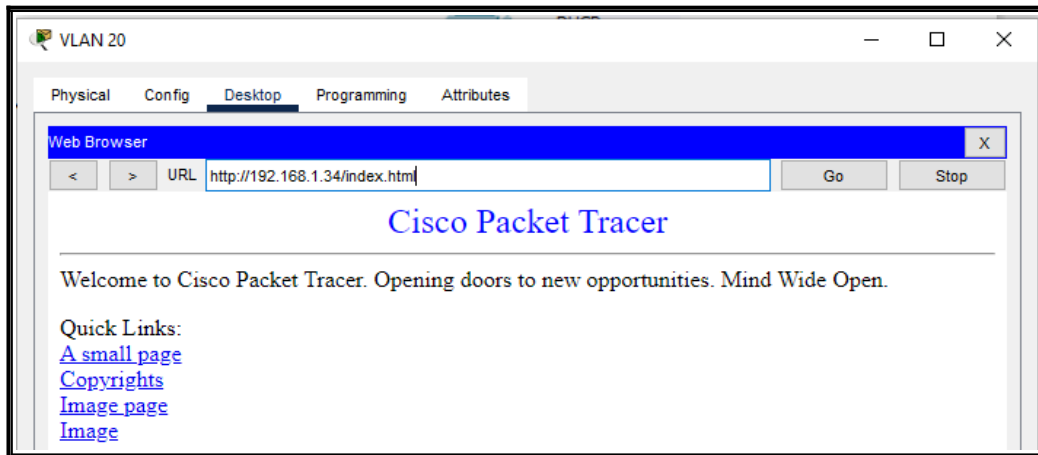 VLAN 20
Physical Config Desktop Programming Attributes
Web Browser X
< > URL http://192.168.1.34/index.html Go Stop
Cisco Packet Tracer
Welcome to Cisco Packet Tracer. Opening doors to new opportunities. Mind Wide Open.
Quick Links:
A small page
Copyrights
Image page
Image